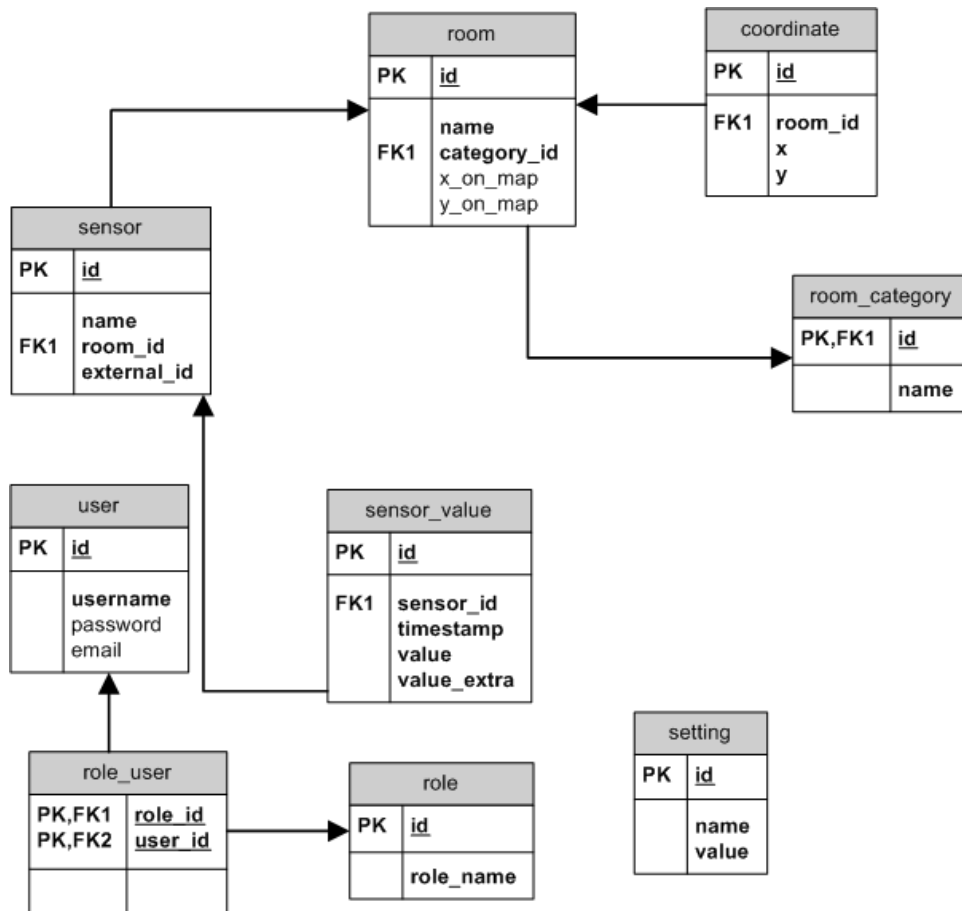 room
PK id
name
FK1 category_id
x_on_map
y_on_map
coordinate
PK id
FK1 room_id
x
y
sensor
PK id
name
FK1 room_id
external_id
room_category
PK,FK1 id
name
user
PK id
username
password
email
sensor_value
PK id
FK1 sensor_id
timestamp
value
value_extra
role_user
PK,FK1 role_id
PK,FK2 user_id
role
PK id
role_name
setting
PK id
name
value